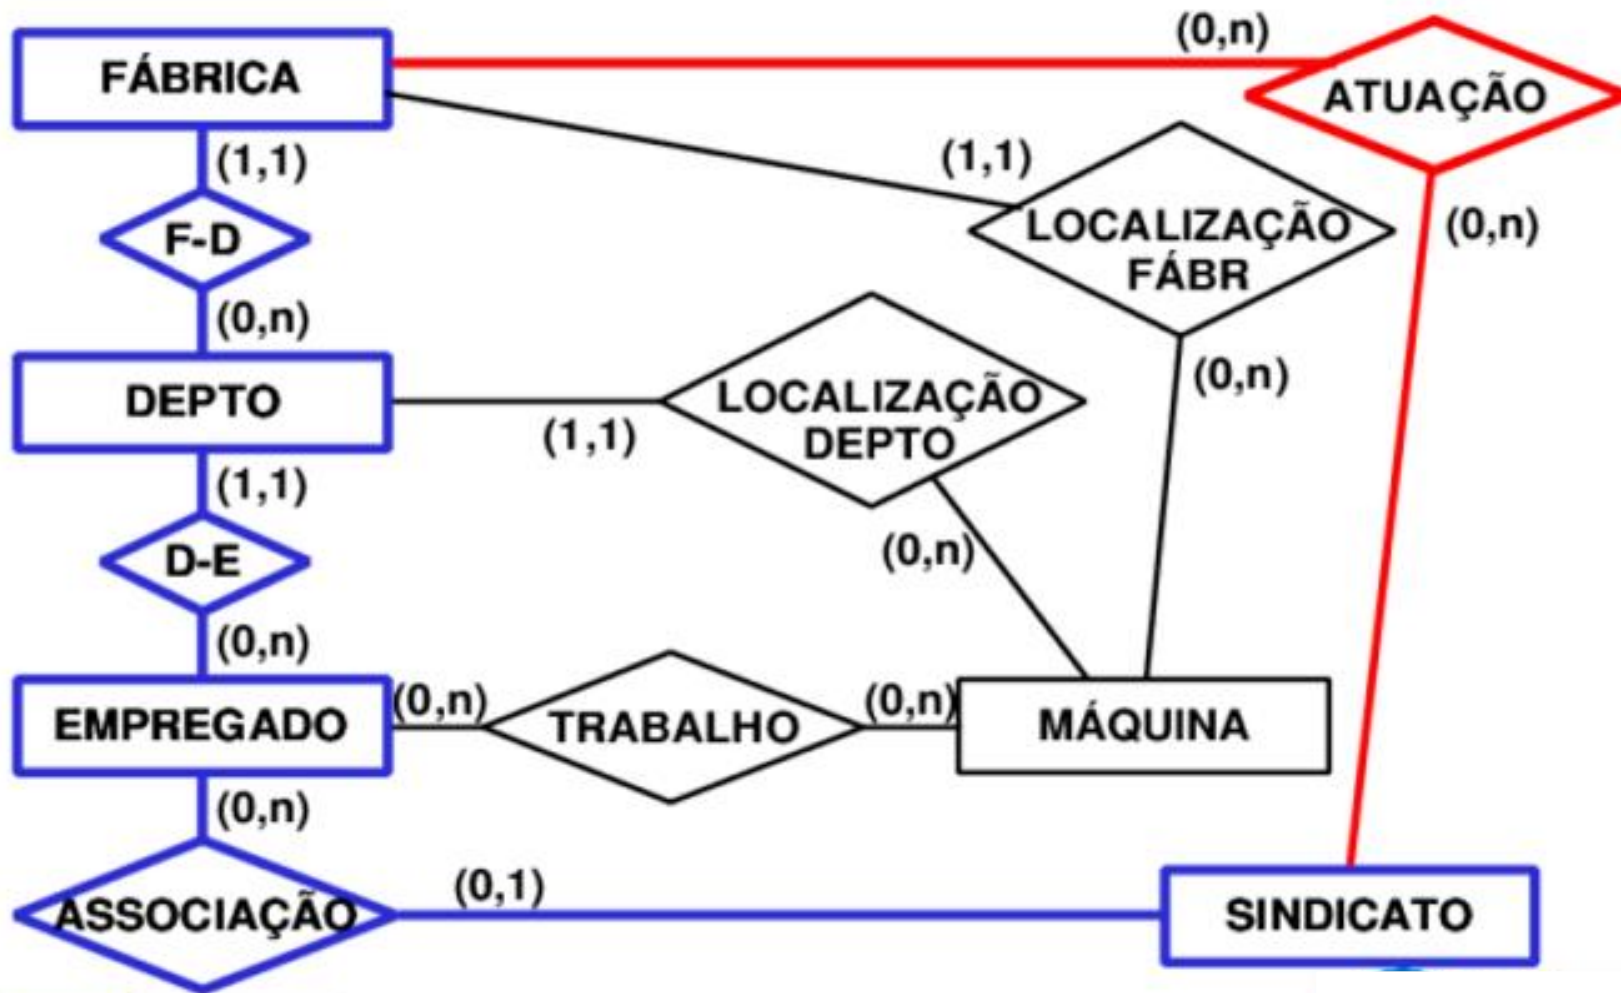 (0,n)
FÁBRICA
ATUAÇÃO
(1,1)
(1,1)
F-D
LOCALIZAÇÃO
FÁBR
(0,n)
(0,n)
(0,n)
DEPTO
LOCALIZAÇÃO
DEPTO
(1,1)
(1,1)
(0,n)
D-E
(0,n)
EMPREGADO
(0,n)
TRABALHO
(0,n)
MÁQUINA
(0,n)
ASSOCIAÇÃO
(0,1)
SINDICATO